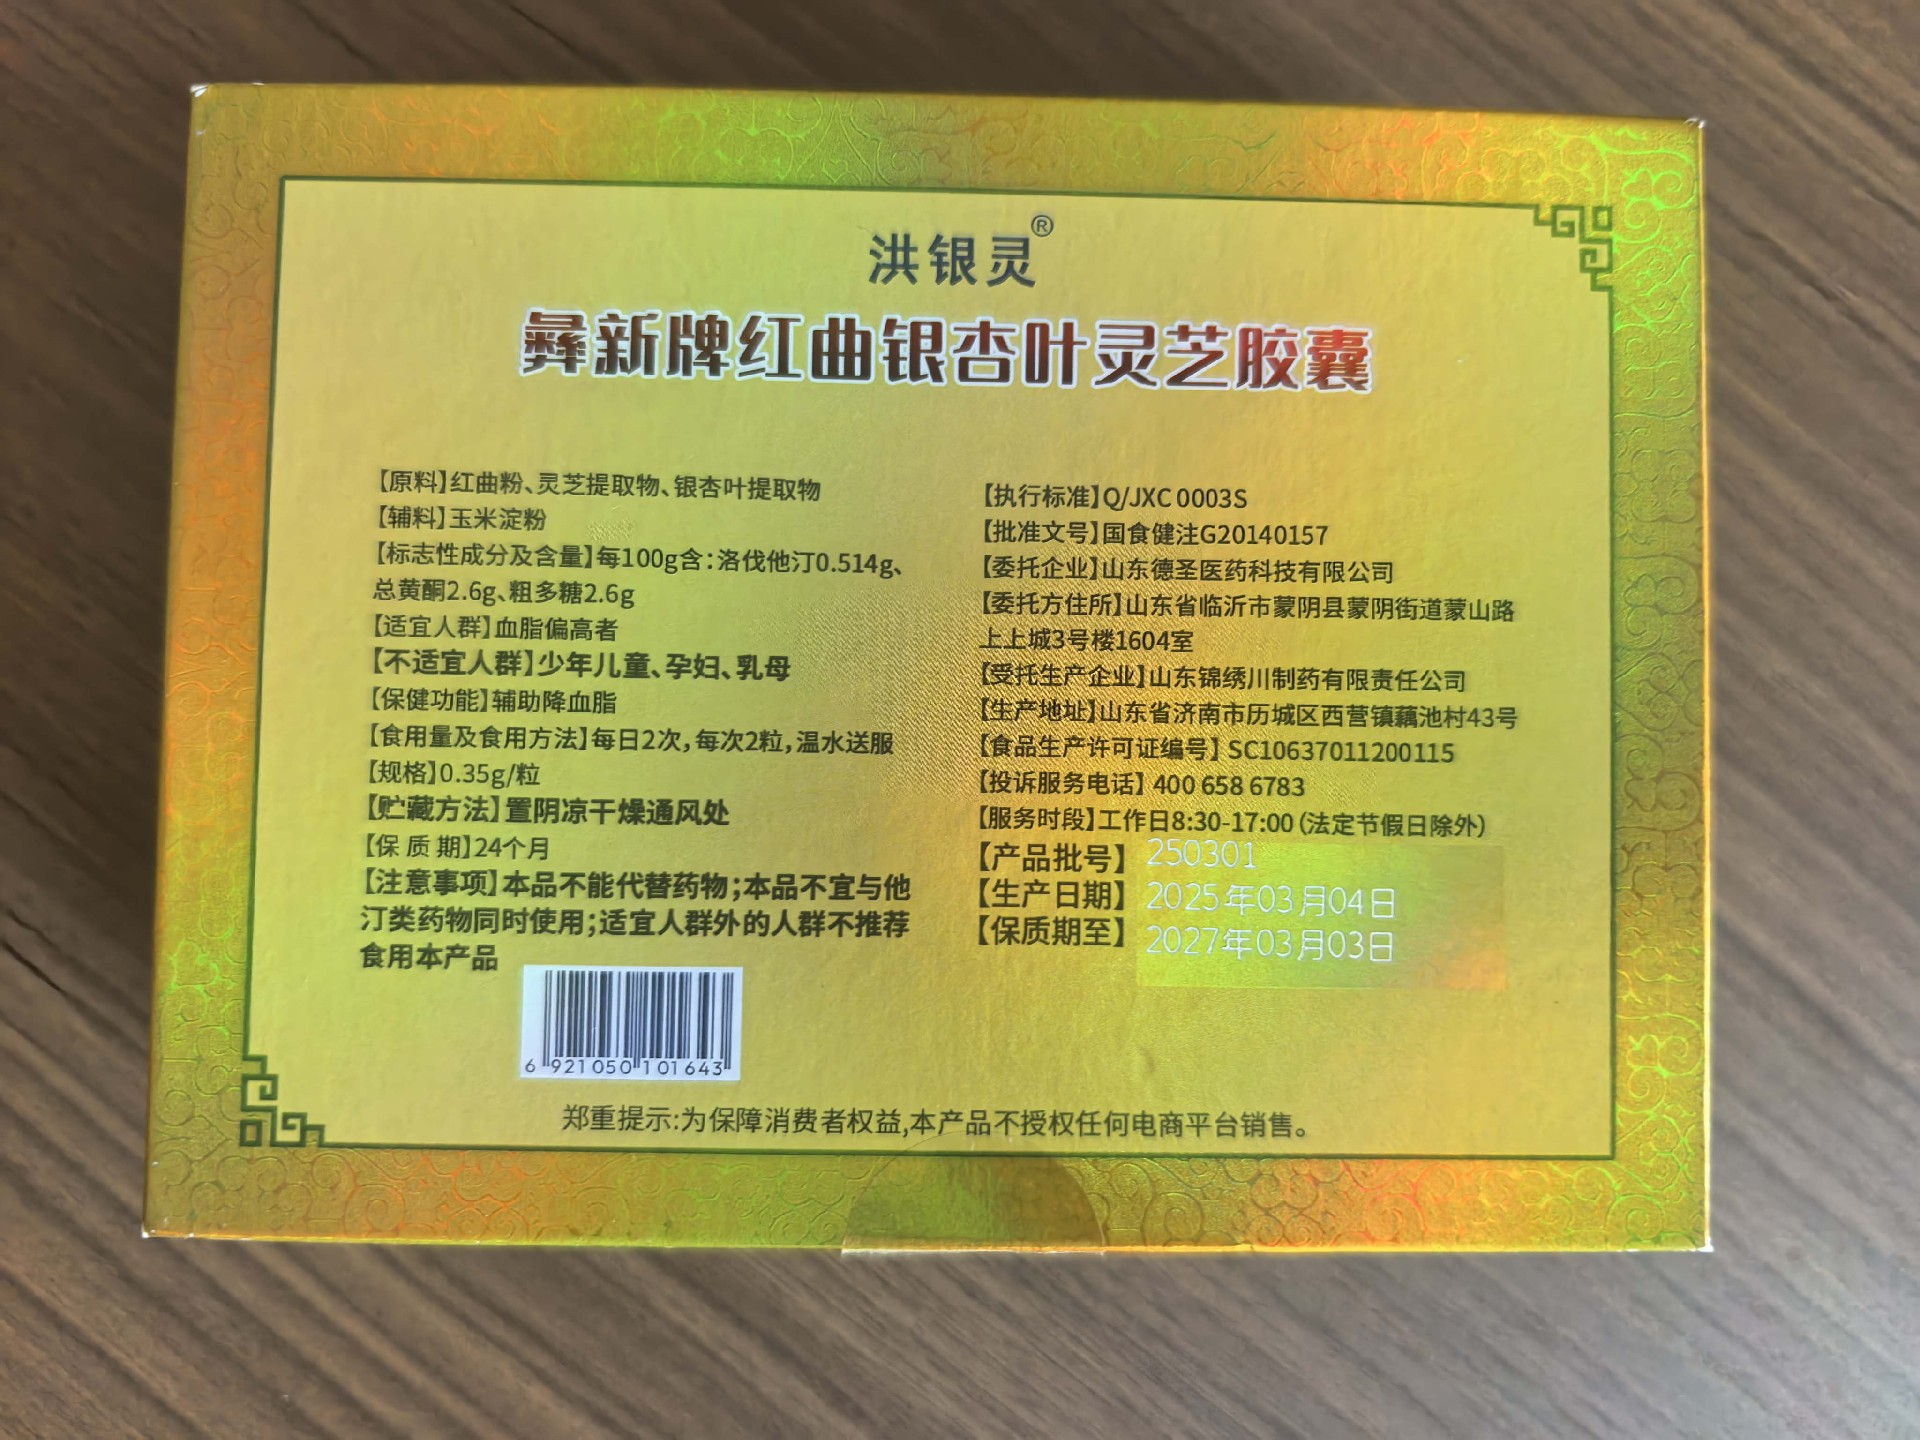 洪银灵®
彝新牌红曲银杏叶灵芝胶囊
【原料】红曲粉、灵芝提取物、银杏叶提取物
【辅料】玉米淀粉
【标志性成分及含量】每100g含:洛伐他汀0.514g、
总黄酮2.6g、粗多糖2.6g
【适宜人群】血脂偏高者
【不适宜人群】少年儿童、孕妇、乳母
【保健功能】辅助降血脂
【食用量及食用方法】每日2次,每次2粒,温水送服
【规格】0.35g/粒
【贮藏方法】置阴凉干燥通风处
【保 质 期】24个月
【注意事项】本品不能代替药物;本品不宜与他
汀类药物同时使用;适宜人群外的人群不推荐
食用本产品
6 921050 101643
【执行标准】Q/JXC 0003S
【批准文号】国食健注G20140157
【委托企业】山东德圣医药科技有限公司
【委托方住所】山东省临沂市蒙阴县蒙阴街道蒙山路
上上城3号楼1604室
【受托生产企业】山东锦绣川制药有限责任公司
【生产地址】山东省济南市历城区西营镇藕池村43号
【食品生产许可证编号】SC10637011200115
【投诉服务电话】400 658 6783
【服务时段】工作日8:30-17:00(法定节假日除外)
【产品批号】250301
【生产日期】2025年03月04日
【保质期至】2027年03月03日
郑重提示:为保障消费者权益,本产品不授权任何电商平台销售。